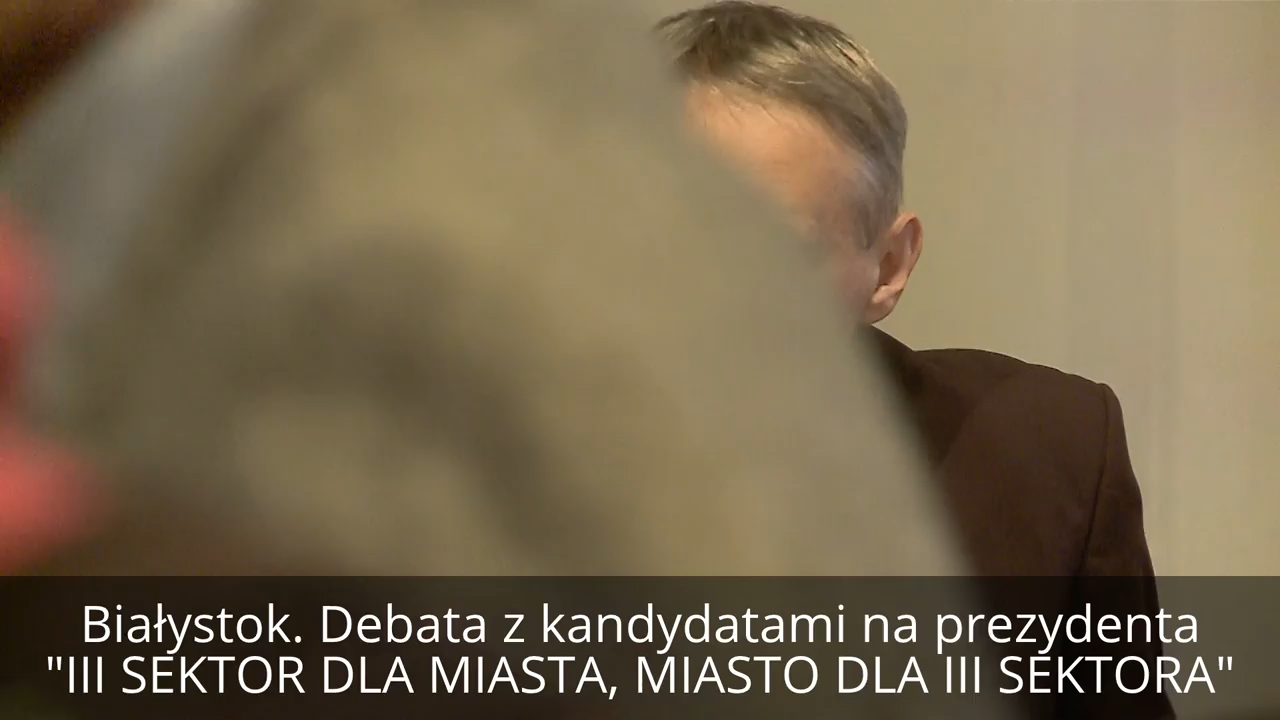 Białystok. Debata z kandydatami na prezydenta
"III SEKTOR DLA MIASTA, MIASTO DLA III SEKTORA"